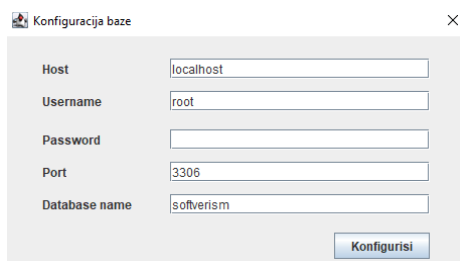 Konfiguracija baze
Host localhost
Username root
Password
Port 3306
Database name softverism
Konfigurisi